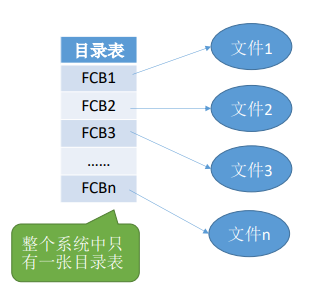 目录表
FCB1
FCB2
FCB3
……
FCBn
文件1
文件2
文件3
文件n
整个系统中只
有一张目录表